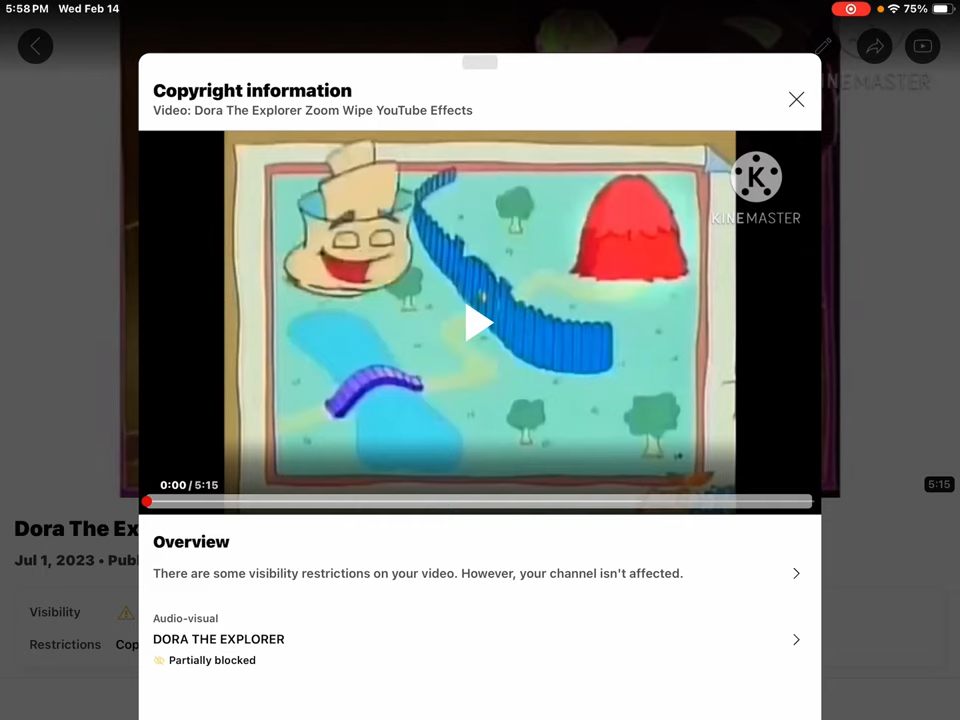 5:58 PM Wed Feb 14
75%
Copyright information
Video: Dora The Explorer Zoom Wipe YouTube Effects
K
KINEMASTER
INEMASTER
0:00 / 5:15
5:15
Dora The Ex
Jul 1, 2023 • Publ
Overview
There are some visibility restrictions on your video. However, your channel isn't affected.
Visibility
Audio-visual
DORA THE EXPLORER
Restrictions Cop
Partially blocked